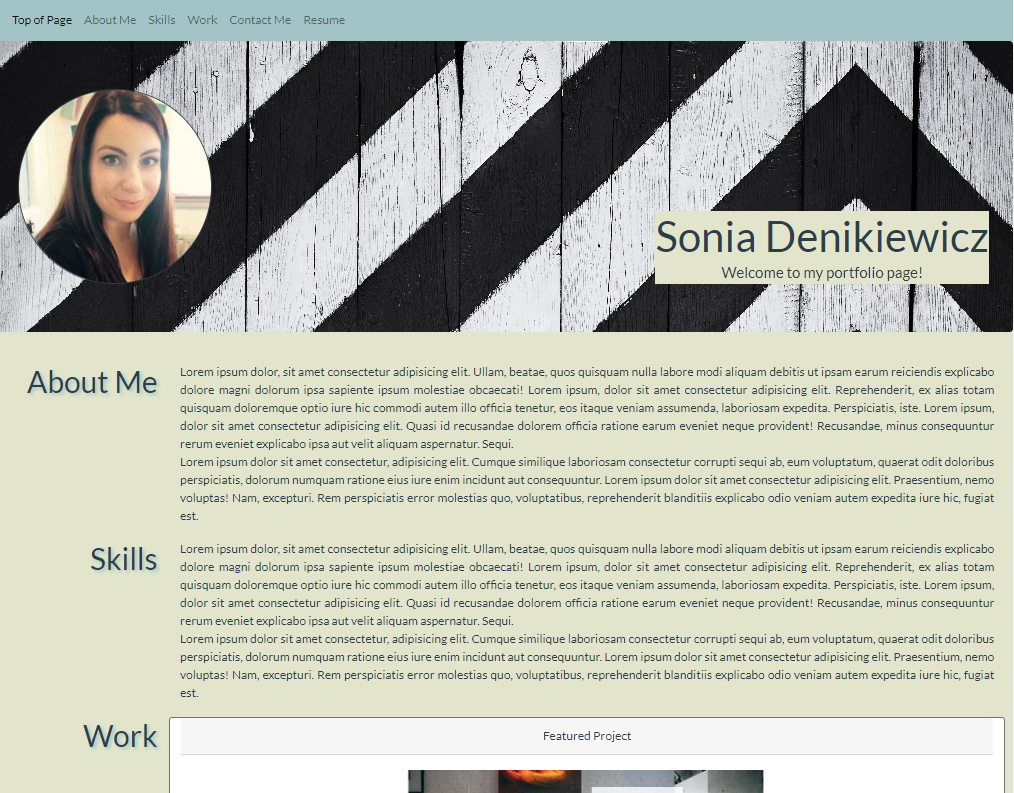 Top of Page About Me Skills Work Contact Me Resume
Sonia Denikiewicz
Welcome to my portfolio page!
About Me
Lorem ipsum dolor, sit amet consectetur adipisicing elit. Ullam, beatae, quos quisquam nulla labore modi aliquam debitis ut ipsam earum reiciendis explicabo
dolore magni dolorum ipsa sapiente ipsum molestiae obcaecati! Lorem ipsum, dolor sit amet consectetur adipisicing elit. Reprehenderit, ex alias totam
quisquam doloremque optio iure hic commodi autem illo officia tenetur, eos itaque veniam assumenda, laboriosam expedita. Perspiciatis, iste. Lorem ipsum,
dolor sit amet consectetur adipisicing elit. Quasi id recusandae dolorem officia ratione earum eveniet neque provident! Recusandae, minus consequuntur
rerum eveniet explicabo ipsa aut velit aliquam aspernatur. Sequi.
Lorem ipsum dolor sit amet consectetur, adipisicing elit. Cumque similique laboriosam consectetur corrupti sequi ab, eum voluptatum, quaerat odit doloribus
perspiciatis, dolorum numquam ratione eius iure enim incidunt aut consequuntur. Lorem ipsum dolor sit amet consectetur adipisicing elit. Praesentium, nemo
voluptas! Nam, excepturi. Rem perspiciatis error molestias quo, voluptatibus, reprehenderit blanditiis explicabo odio veniam autem expedita iure hic, fugiat
est.
Skills
Lorem ipsum dolor, sit amet consectetur adipisicing elit. Ullam, beatae, quos quisquam nulla labore modi aliquam debitis ut ipsam earum reiciendis explicabo
dolore magni dolorum ipsa sapiente ipsum molestiae obcaecati! Lorem ipsum, dolor sit amet consectetur adipisicing elit. Reprehenderit, ex alias totam
quisquam doloremque optio iure hic commodi autem illo officia tenetur, eos itaque veniam assumenda, laboriosam expedita. Perspiciatis, iste. Lorem ipsum,
dolor sit amet consectetur adipisicing elit. Quasi id recusandae dolorem officia ratione earum eveniet neque provident! Recusandae, minus consequuntur
rerum eveniet explicabo ipsa aut velit aliquam aspernatur. Sequi.
Lorem ipsum dolor sit amet consectetur, adipisicing elit. Cumque similique laboriosam consectetur corrupti sequi ab, eum voluptatum, quaerat odit doloribus
perspiciatis, dolorum numquam ratione eius iure enim incidunt aut consequuntur. Lorem ipsum dolor sit amet consectetur adipisicing elit. Praesentium, nemo
voluptas! Nam, excepturi. Rem perspiciatis error molestias quo, voluptatibus, reprehenderit blanditiis explicabo odio veniam autem expedita iure hic, fugiat
est.
Work
Featured Project